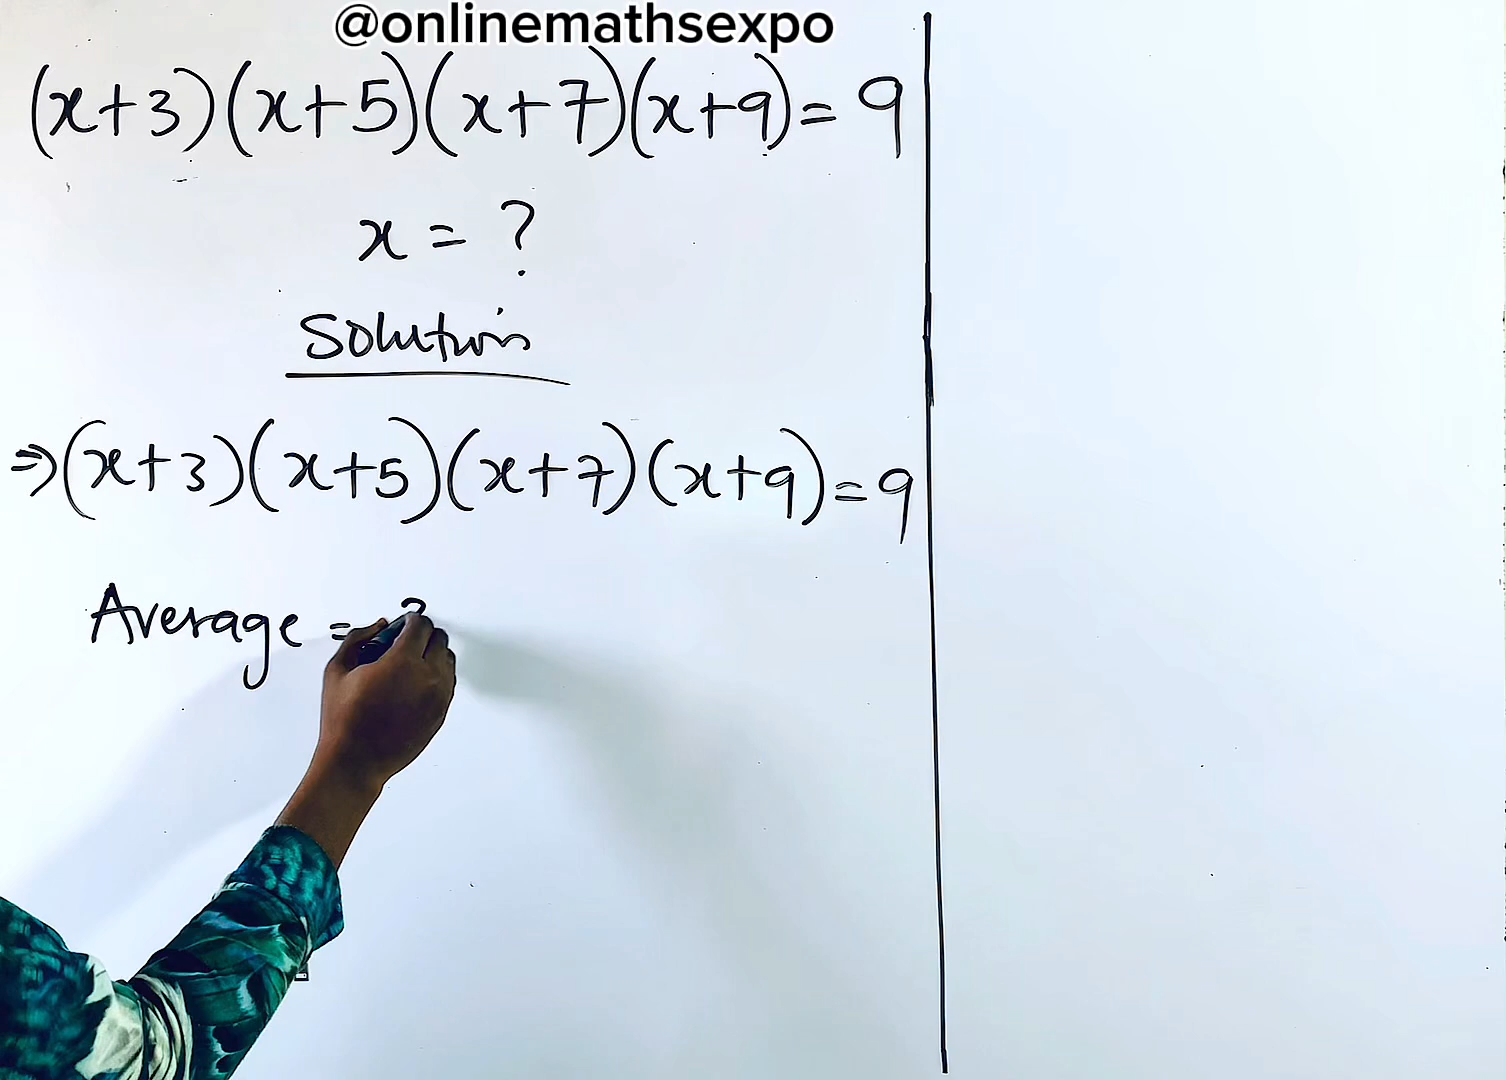 @onlinemathsexpo
(x+3)(x+5)(x+7)(x+9)=9
x = ?
Solution
⇒(x+3)(x+5)(x+7)(x+9)=9
Average =